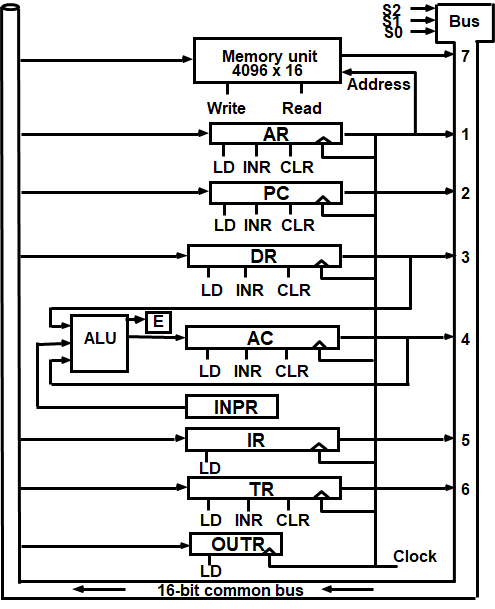 S2
S1
S0
Bus
Memory unit
4096 x 16
7
Address
Write Read
AR
1
LD INR CLR
PC
2
LD INR CLR
DR
3
LD INR CLR
E
ALU
AC
4
LD INR CLR
INPR
IR
5
LD
TR
6
LD INR CLR
OUTR
Clock
LD
16-bit common bus